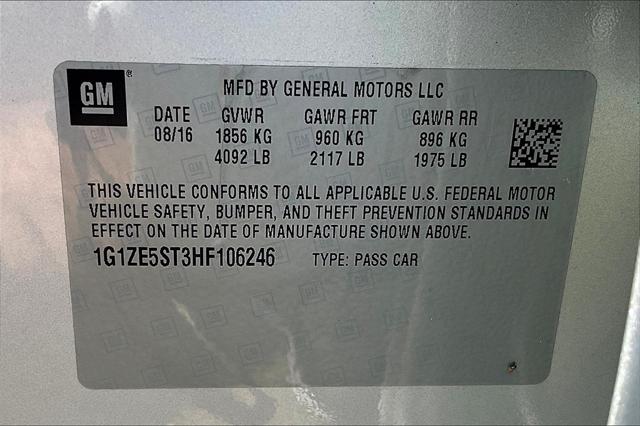 GM®
MFD BY GENERAL MOTORS LLC
DATE GVWR GAWR FRT GAWR RR
08/16 1856 KG 960 KG 896 KG
4092 LB 2117 LB 1975 LB
THIS VEHICLE CONFORMS TO ALL APPLICABLE U.S. FEDERAL MOTOR
VEHICLE SAFETY, BUMPER, AND THEFT PREVENTION STANDARDS IN
EFFECT ON THE DATE OF MANUFACTURE SHOWN ABOVE.
1G1ZE5ST3HF106246 TYPE: PASS CAR